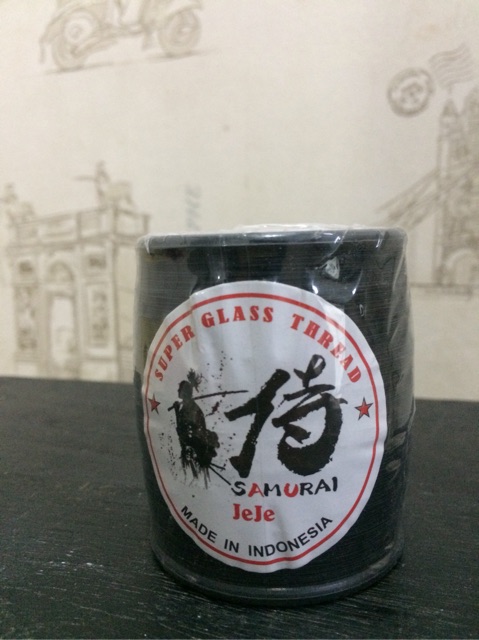 SUPER GLASS THREAD
侍
SAMURAI
JeJe
MADE IN INDONESIA